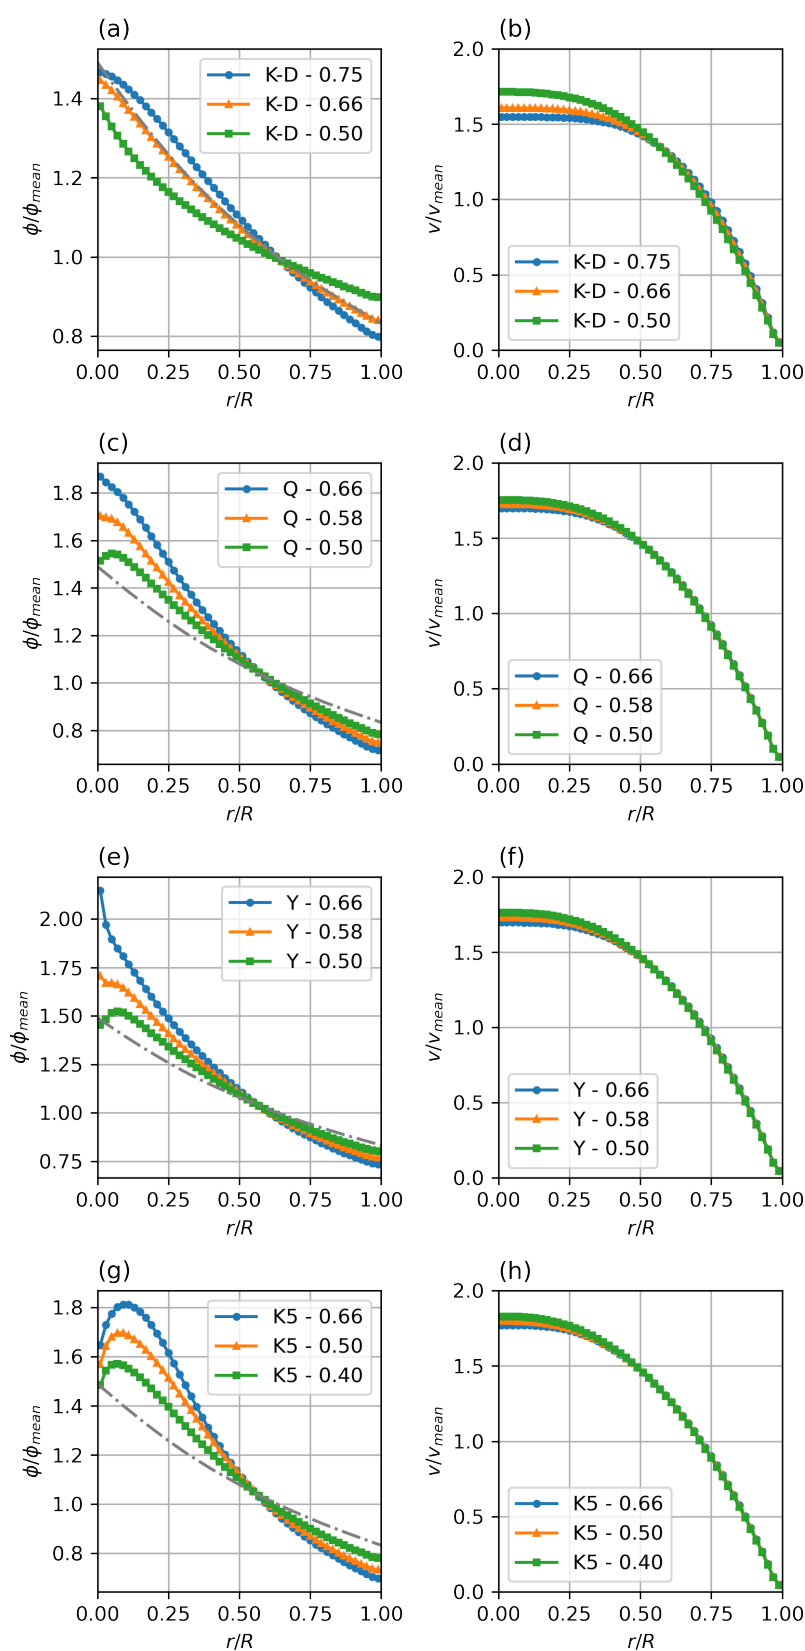 (a)
K-D - 0.75
K-D - 0.66
K-D - 0.50
1.4
1.2
1.0
0.8
ϕ/ϕmean
0.00 0.25 0.50 0.75 1.00
r/R
(b)
2.0
1.5
1.0
0.5
0.0
v/vmean
K-D - 0.75
K-D - 0.66
K-D - 0.50
0.00 0.25 0.50 0.75 1.00
r/R
(c)
Q - 0.66
Q - 0.58
Q - 0.50
1.8
1.6
1.4
1.2
1.0
0.8
ϕ/ϕmean
0.00 0.25 0.50 0.75 1.00
r/R
(d)
2.0
1.5
1.0
0.5
0.0
v/vmean
Q - 0.66
Q - 0.58
Q - 0.50
0.00 0.25 0.50 0.75 1.00
r/R
(e)
Y - 0.66
Y - 0.58
Y - 0.50
2.00
1.75
1.50
1.25
1.00
0.75
ϕ/ϕmean
0.00 0.25 0.50 0.75 1.00
r/R
(f)
2.0
1.5
1.0
0.5
0.0
v/vmean
Y - 0.66
Y - 0.58
Y - 0.50
0.00 0.25 0.50 0.75 1.00
r/R
(g)
K5 - 0.66
K5 - 0.50
K5 - 0.40
1.8
1.6
1.4
1.2
1.0
0.8
ϕ/ϕmean
0.00 0.25 0.50 0.75 1.00
r/R
(h)
2.0
1.5
1.0
0.5
0.0
v/vmean
K5 - 0.66
K5 - 0.50
K5 - 0.40
0.00 0.25 0.50 0.75 1.00
r/R